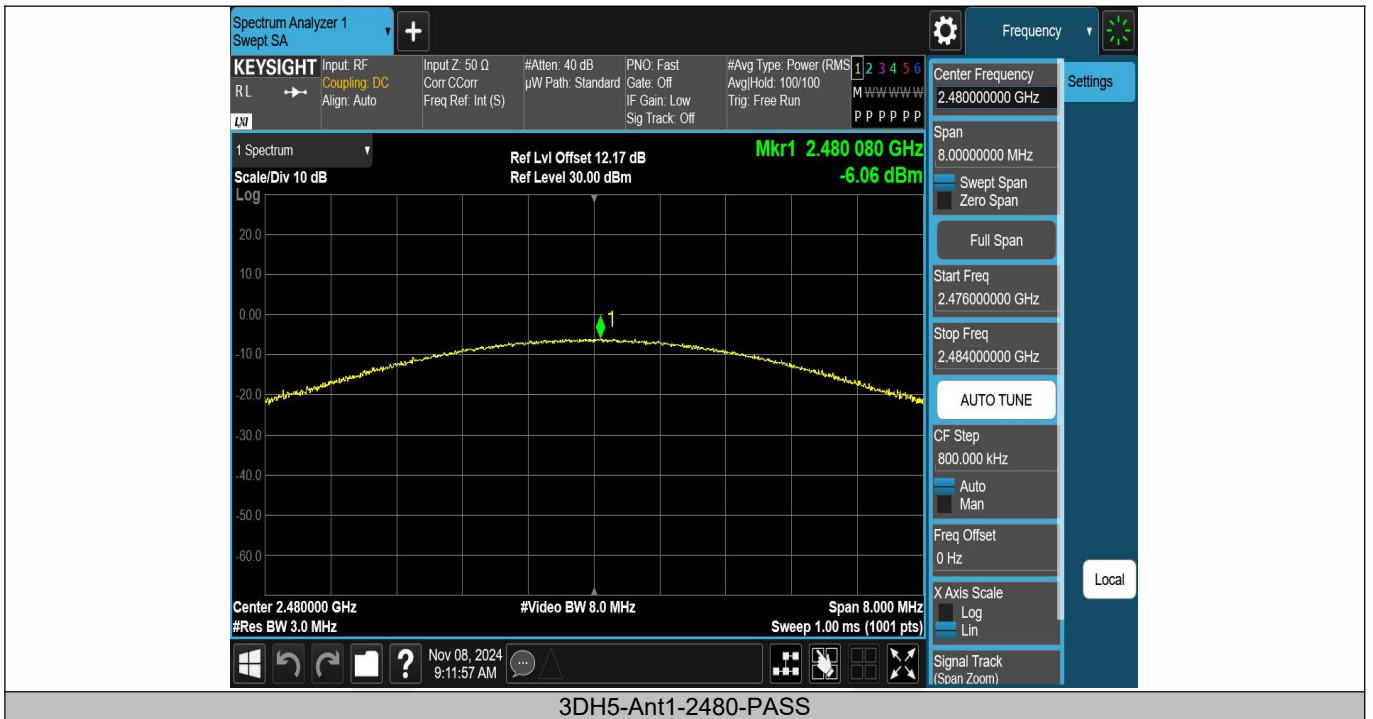 Spectrum Analyzer 1
Swept SA
+
Frequency
KEYSIGHT
RL
LXI
Input: RF
Coupling: DC
Align: Auto
Input Z: 50 Ω
Corr CCorr
Freq Ref: Int (S)
#Atten: 40 dB
µW Path: Standard
PNO: Fast
Gate: Off
IF Gain: Low
Sig Track: Off
#Avg Type: Power (RMS
Avg|Hold: 100/100
Trig: Free Run
1 2 3 4 5 6
M W W W W W
P P P P P P
1 Spectrum
Scale/Div 10 dB
Log
Ref Lvl Offset 12.17 dB
Ref Level 30.00 dBm
Mkr1 2.480 080 GHz
-6.06 dBm
20.0
10.0
0.00
-10.0
-20.0
-30.0
-40.0
-50.0
-60.0
1
Center 2.480000 GHz
#Res BW 3.0 MHz
#Video BW 8.0 MHz
Span 8.000 MHz
Sweep 1.00 ms (1001 pts)
Center Frequency
2.480000000 GHz
Settings
Span
8.00000000 MHz
Swept Span
Zero Span
Full Span
Start Freq
2.476000000 GHz
Stop Freq
2.484000000 GHz
AUTO TUNE
CF Step
800.000 kHz
Auto
Man
Freq Offset
0 Hz
X Axis Scale
Log
Lin
Local
Signal Track
(Span Zoom)
?
Nov 08, 2024
9:11:57 AM
3DH5-Ant1-2480-PASS